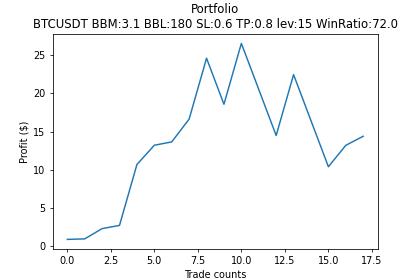 Portfolio
BTCUSDT BBM:3.1 BBL:180 SL:0.6 TP:0.8 lev:15 WinRatio:72.0
25
20
15
10
5
0
Profit ($)
0.0 2.5 5.0 7.5 10.0 12.5 15.0 17.5
Trade counts